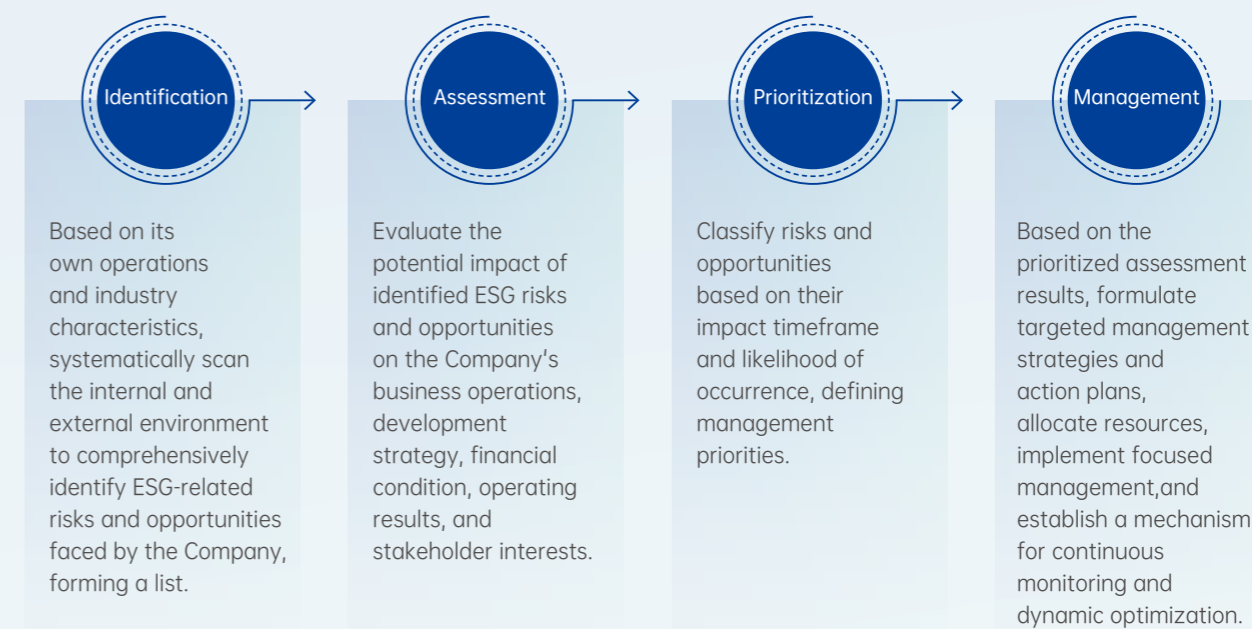 Identification
Based on its
own operations
and industry
characteristics,
systematically scan
the internal and
external environment
to comprehensively
identify ESG-related
risks and opportunities
faced by the Company,
forming a list.
Assessment
Evaluate the
potential impact of
identified ESG risks
and opportunities
on the Company's
business operations,
development
strategy, financial
condition, operating
results, and
stakeholder interests.
Prioritization
Classify risks and
opportunities
based on their
impact timeframe
and likelihood of
occurrence, defining
management
priorities.
Management
Based on the
prioritized assessment
results, formulate
targeted management
strategies and
action plans,
allocate resources,
implement focused
management,and
establish a mechanism
for continuous
monitoring and
dynamic optimization.